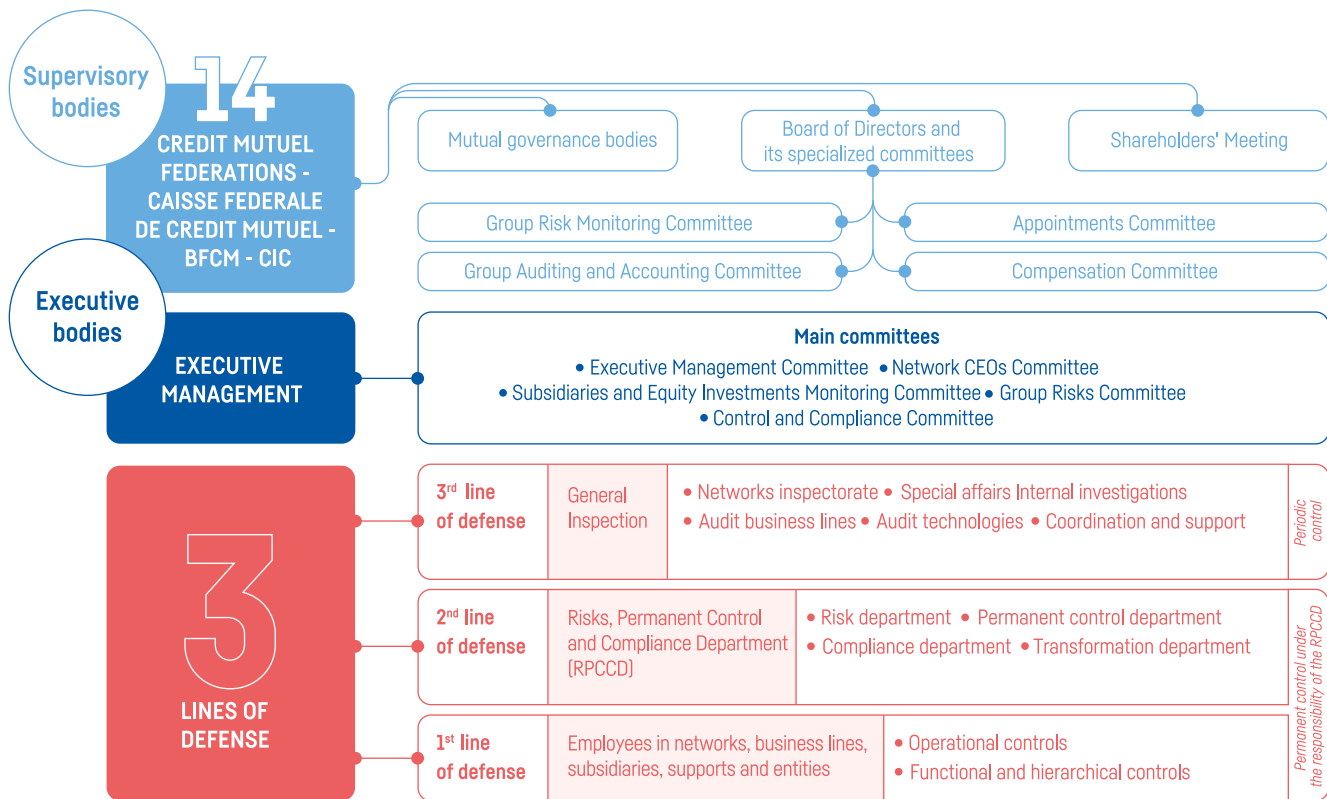 Supervisory
bodies
14
CREDIT MUTUEL
FEDERATIONS -
CAISSE FEDERALE
DE CREDIT MUTUEL -
BFCM - CIC
Mutual governance bodies
Board of Directors and
its specialized committees
Shareholders' Meeting
Group Risk Monitoring Committee
Appointments Committee
Group Auditing and Accounting Committee
Compensation Committee
Executive
bodies
EXECUTIVE
MANAGEMENT
Main committees
• Executive Management Committee • Network CEOs Committee
• Subsidiaries and Equity Investments Monitoring Committee • Group Risks Committee
• Control and Compliance Committee
3
LINES OF
DEFENSE
3rd line
of defense
General
Inspection
• Networks inspectorate • Special affairs Internal investigations
• Audit business lines • Audit technologies • Coordination and support
Periodic
control
2nd line
of defense
Risks, Permanent Control
and Compliance Department
(RPCCD)
• Risk department • Permanent control department
• Compliance department • Transformation department
Permanent control under
the responsibility of the RPCCD
1st line
of defense
Employees in networks, business lines,
subsidiaries, supports and entities
• Operational controls
• Functional and hierarchical controls